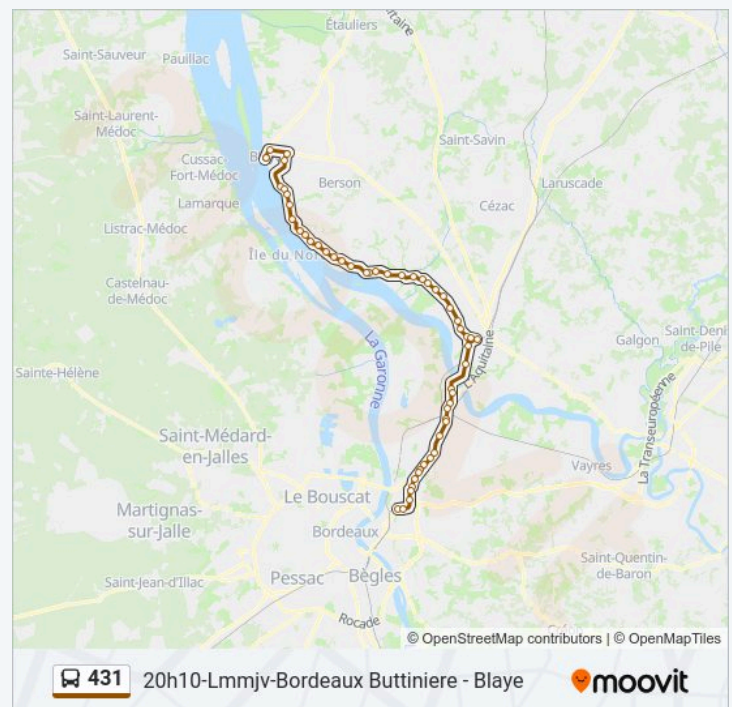 Étauliers
Saint-Sauveur
Pauillac
Saint-Laurent-
Médoc
Saint-Savin
Cussac-
Fort-Médoc
Berson
Laruscade
Lamarque
Cézac
Listrac-Médoc
Île du No
Castelnau-
de-Médoc
L'Aquitaine
Saint-Deni
de-Pile
Galgon
La Garonne
Sainte-Hélène
La Transeuropéenne
Saint-Médard-
en-Jalles
Vayres
Le Bouscat
Martignas-
sur-Jalle
Bordeaux
Saint-Quentin-
de-Baron
Saint-Jean-d'Illac
Pessac
Bègles
Rocade
© OpenStreetMap contributors | © OpenMapTiles
431 20h10-Lmmjv-Bordeaux Buttiniere - Blaye moovit